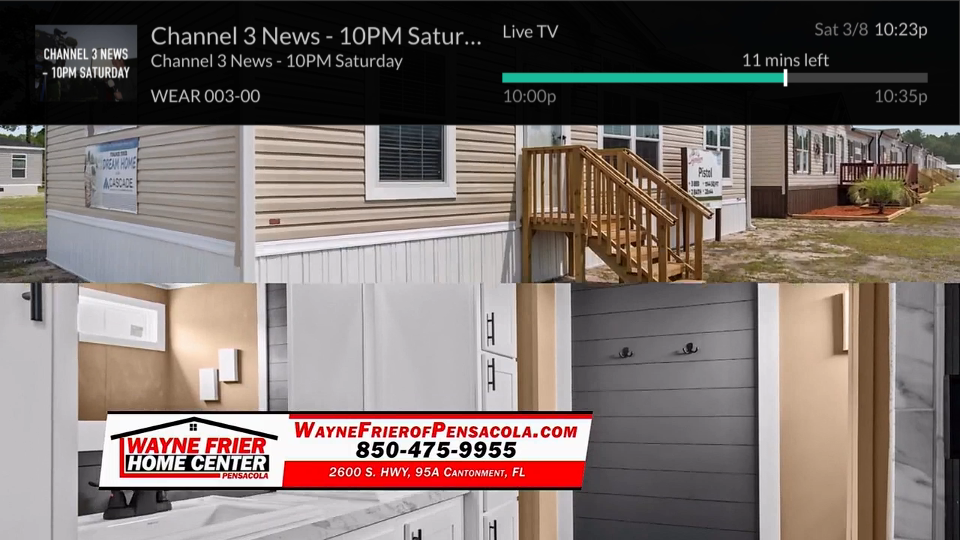 CHANNEL 3 NEWS
- 10PM SATURDAY
Channel 3 News - 10PM Satur...
Channel 3 News - 10PM Saturday
WEAR 003-00
Live TV
Sat 3/8 10:23p
11 mins left
10:00p
10:35p
DREAM HOME
CASCADE
Pistol
WAYNE FRIER
HOME CENTER
PENSACOLA
WAYNEFRIEROFPENSACOLA.COM
850-475-9955
2600 S. HWY, 95A CANTONMENT, FL